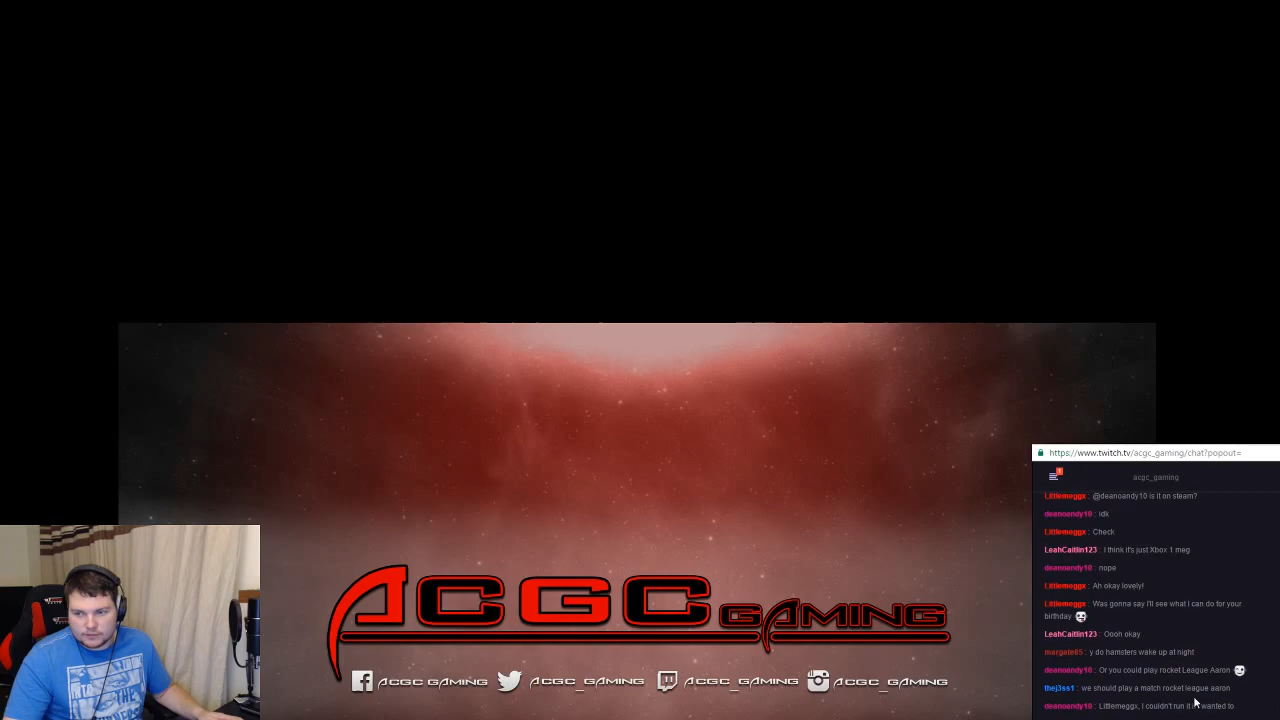 https://www.twitch.tv/acgc_gaming/chat?popout=
1
acgc_gaming
Littlemeggx: @deanoandy10 is it on steam?
deanoandy10: idk
Littlemeggx: Check
LeahCaitlin123: I think it's just Xbox 1 meg
deanoandy10: nope
Littlemeggx: Ah okay lovely!
Littlemeggx: Was gonna say I'll see what I can do for your
birthday
LeahCaitlin123: Oooh okay
margate05: y do hamsters wake up at night
deanoandy10: Or you could play rocket League Aaron
thej3ss1: we should play a match rocket league aaron
deanoandy10: Littlemeggx, I couldn't run it wanted to
ACGC GAMING
ACGC GAMING ACGC_GAMING ACGC_GAMING ACGC_GAMING